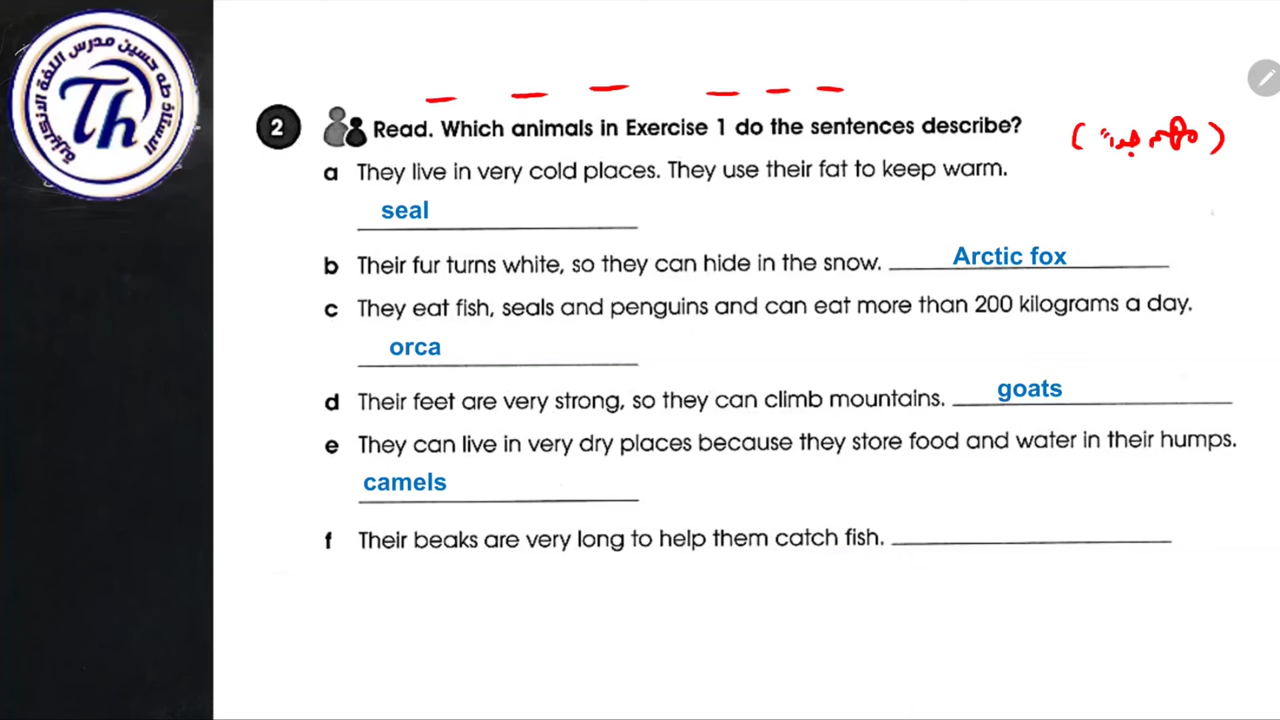 الاستاذ طه حسين مدرس اللغة الانجليزية
Th
2 Read. Which animals in Exercise 1 do the sentences describe?
(مهم جدا)
a They live in very cold places. They use their fat to keep warm.
seal
b Their fur turns white, so they can hide in the snow. Arctic fox
c They eat fish, seals and penguins and can eat more than 200 kilograms a day.
orca
d Their feet are very strong, so they can climb mountains. goats
e They can live in very dry places because they store food and water in their humps.
camels
f Their beaks are very long to help them catch fish.